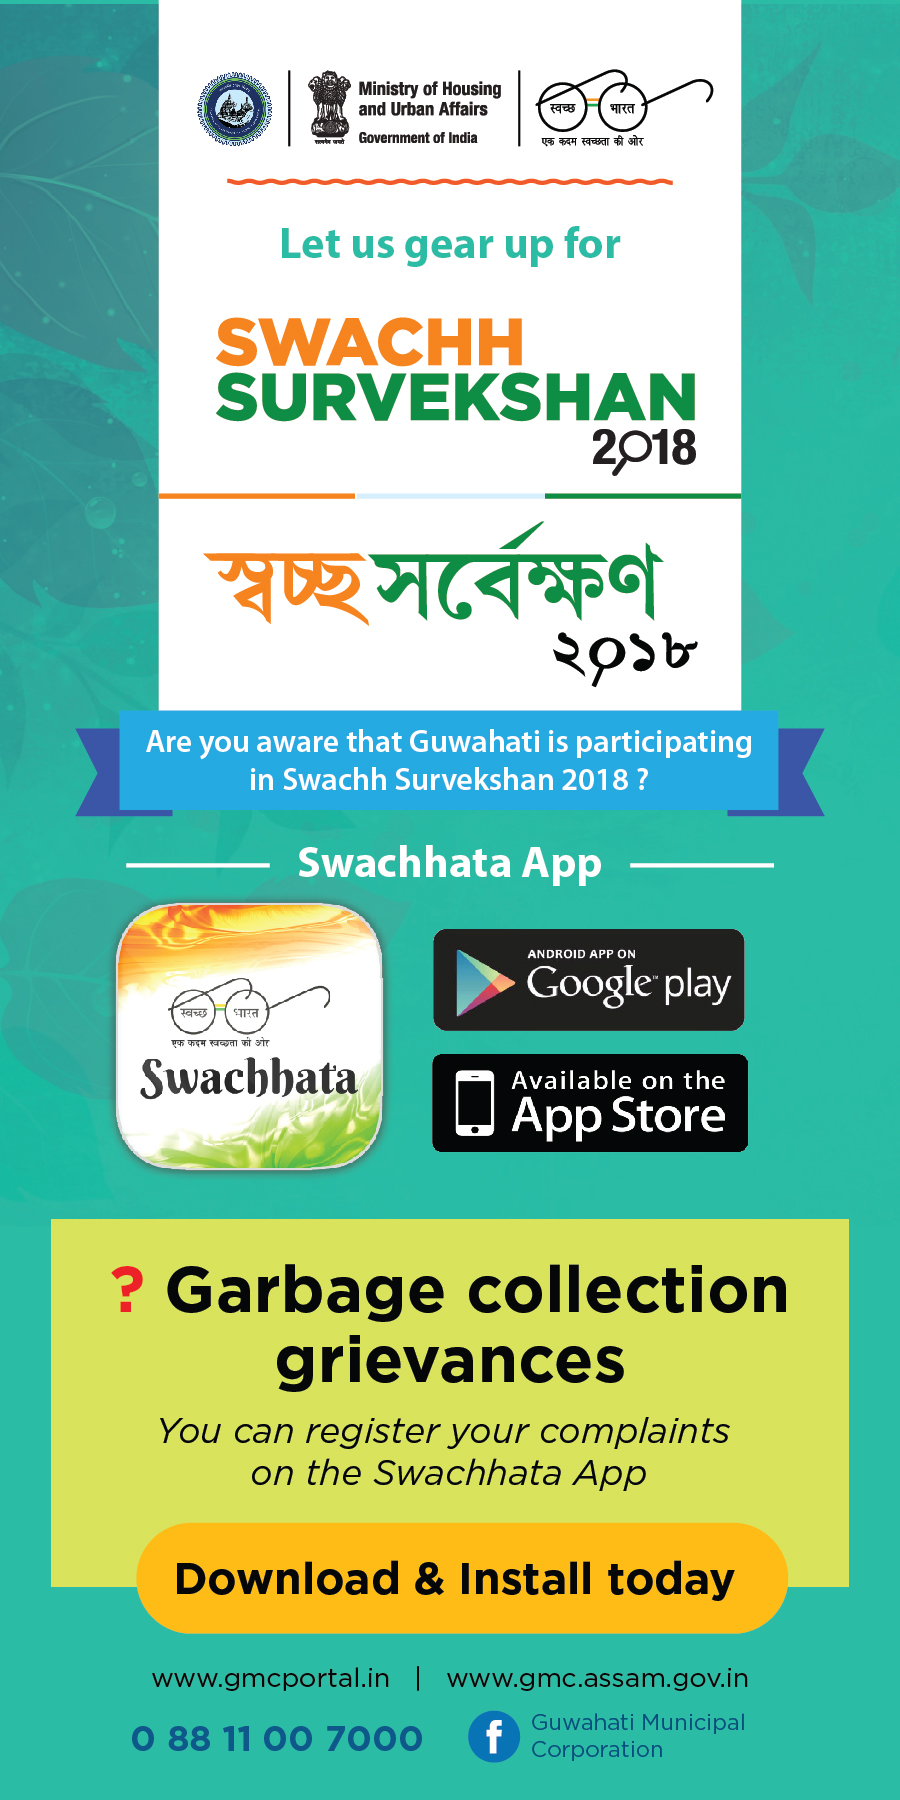 Ministry of Housing
and Urban Affairs
Government of India
सत्यमेव जयते
स्वच्छ भारत
एक कदम स्वच्छता की ओर
Let us gear up for
SWACHH
SURVEKSHAN
2018
স্বচ্ছ সৰ্বেক্ষণ
২০১৮
Are you aware that Guwahati is participating
in Swachh Survekshan 2018 ?
Swachhata App
स्वच्छ भारत
एक कदम स्वच्छता की ओर
Swachhata
ANDROID APP ON
Google play
Available on the
App Store
? Garbage collection
grievances
You can register your complaints
on the Swachhata App
Download & Install today
www.gmcportal.in | www.gmc.assam.gov.in
0 88 11 00 7000
f Guwahati Municipal
Corporation